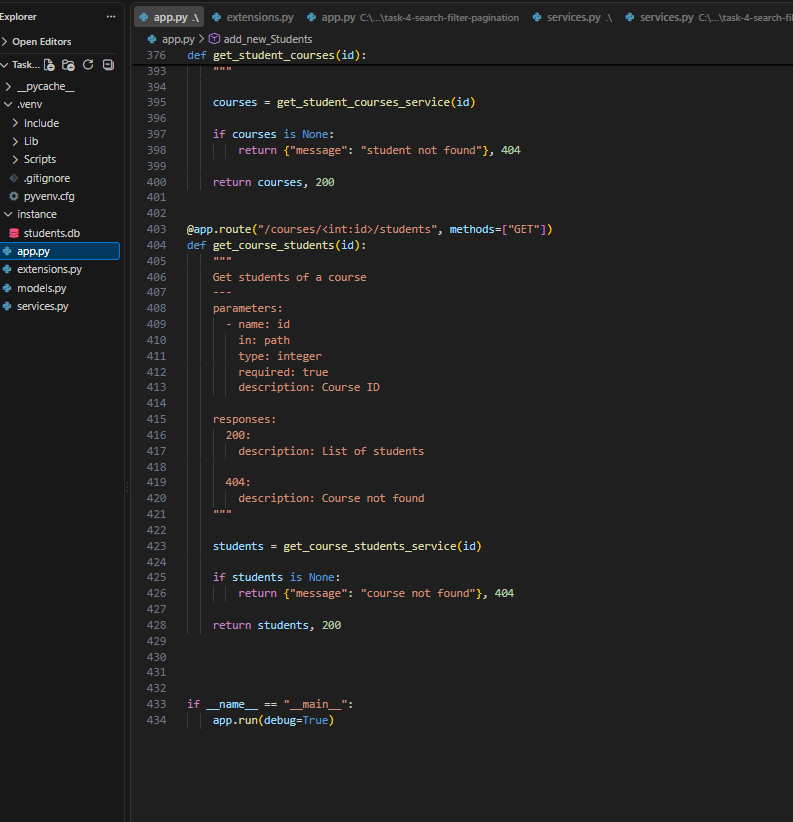 Explorer
...
Open Editors
Task...
__pycache__
.venv
Include
Lib
Scripts
.gitignore
pyvenv.cfg
instance
students.db
app.py
extensions.py
models.py
services.py
app.py .\
extensions.py
app.py C:\...\task-4-search-filter-pagination
services.py .\
services.py C:\...\task-4-search-fil
app.py > add_new_Students
376 def get_student_courses(id):
393 """
394
395 courses = get_student_courses_service(id)
396
397 if courses is None:
398 return {"message": "student not found"}, 404
399
400 return courses, 200
401
402
403 @app.route("/courses/<int:id>/students", methods=["GET"])
404 def get_course_students(id):
405 """
406 Get students of a course
407 ---
408 parameters:
409 - name: id
410 in: path
411 type: integer
412 required: true
413 description: Course ID
414
415 responses:
416 200:
417 description: List of students
418
419 404:
420 description: Course not found
421 """
422
423 students = get_course_students_service(id)
424
425 if students is None:
426 return {"message": "course not found"}, 404
427
428 return students, 200
429
430
431
432
433 if __name__ == "__main__":
434 app.run(debug=True)